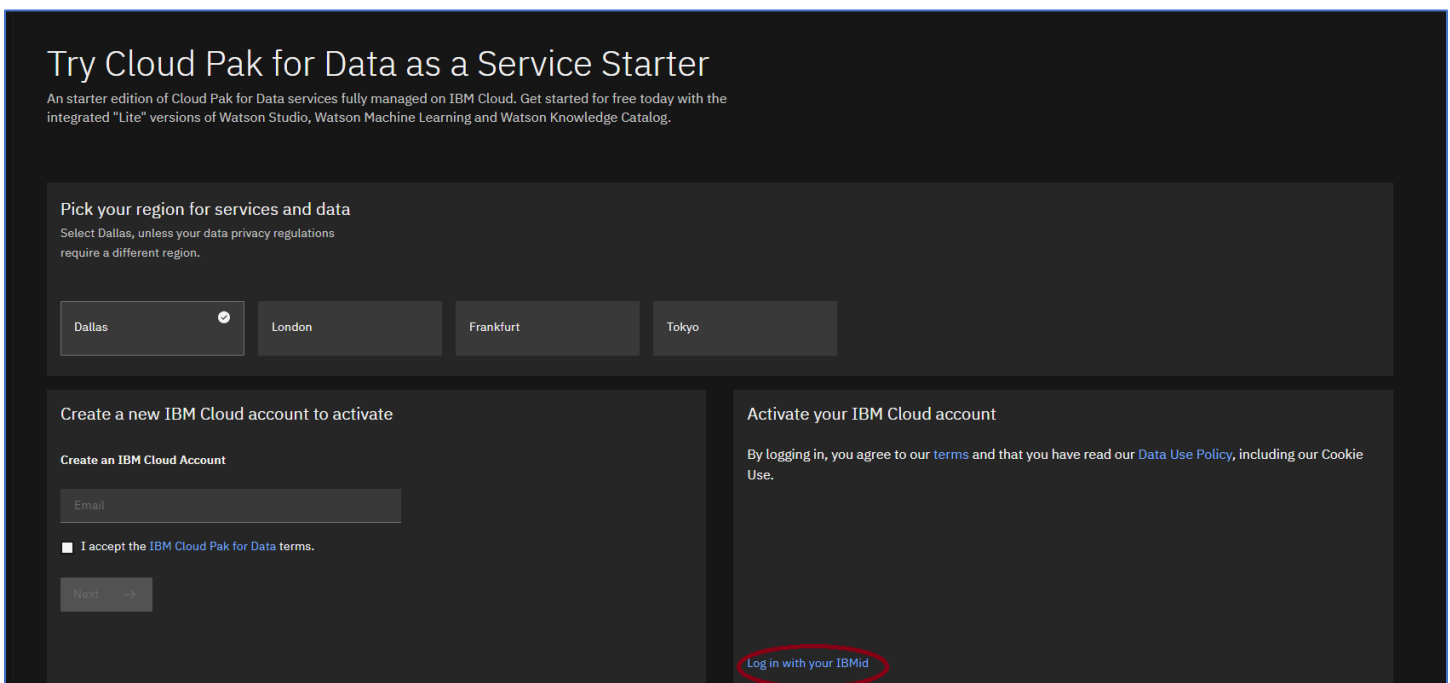 Try Cloud Pak for Data as a Service Starter
An starter edition of Cloud Pak for Data services fully managed on IBM Cloud. Get started for free today with the
integrated "Lite" versions of Watson Studio, Watson Machine Learning and Watson Knowledge Catalog.
Pick your region for services and data
Select Dallas, unless your data privacy regulations
require a different region.
Dallas
London
Frankfurt
Tokyo
Create a new IBM Cloud account to activate
Create an IBM Cloud Account
Email
I accept the IBM Cloud Pak for Data terms.
Next
Activate your IBM Cloud account
By logging in, you agree to our terms and that you have read our Data Use Policy, including our Cookie
Use.
Log in with your IBMid